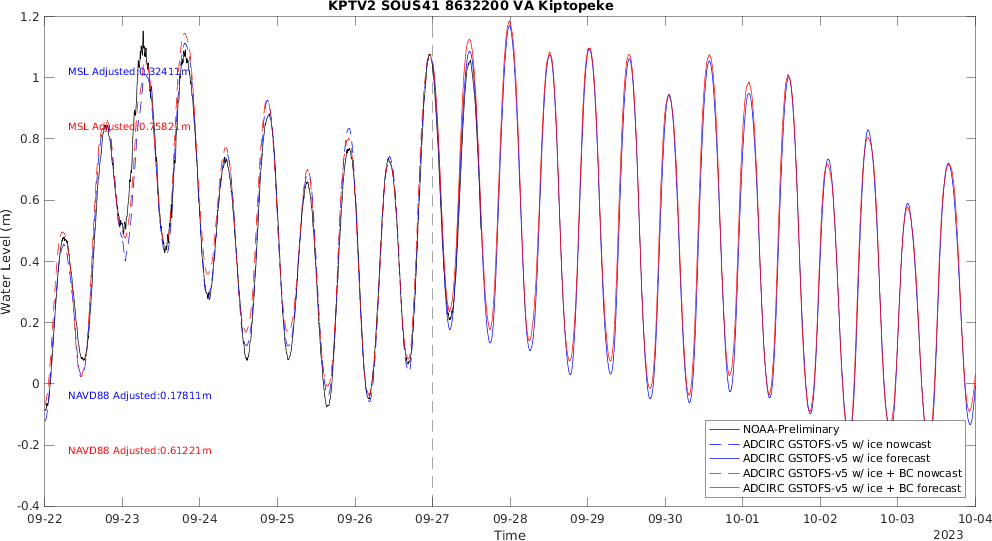 KPTV2 SOUS41 8632200 VA Kiptopeke
1.2
1
0.8
0.6
0.4
0.2
0
-0.2
-0.4
Water Level (m)
MSL Adjusted:0.32411m
MSL Adjusted:0.75821m
NAVD88 Adjusted:0.17811m
NAVD88 Adjusted:0.61221m
NOAA-Preliminary
ADCIRC GSTOFS-v5 w/ ice nowcast
ADCIRC GSTOFS-v5 w/ ice forecast
ADCIRC GSTOFS-v5 w/ ice + BC nowcast
ADCIRC GSTOFS-v5 w/ ice + BC forecast
09-22 09-23 09-24 09-25 09-26 09-27 09-28 09-29 09-30 10-01 10-02 10-03 10-04
Time
2023